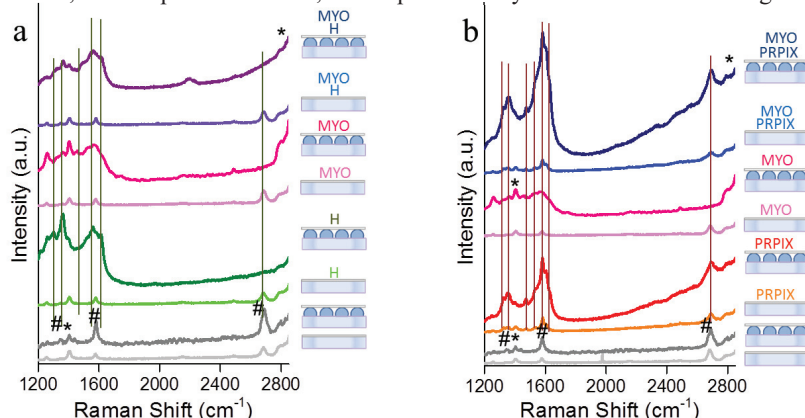 a
Intensity (a.u.)
*
MYO
H
MYO
H
MYO
MYO
H
H
# * # #
1200 1600 2000 2400 2800
Raman Shift (cm⁻¹)
b
Intensity (a.u.)
*
*
MYO
PRPIX
MYO
PRPIX
MYO
MYO
PRPIX
PRPIX
# * # #
1200 1600 2000 2400 2800
Raman Shift (cm⁻¹)